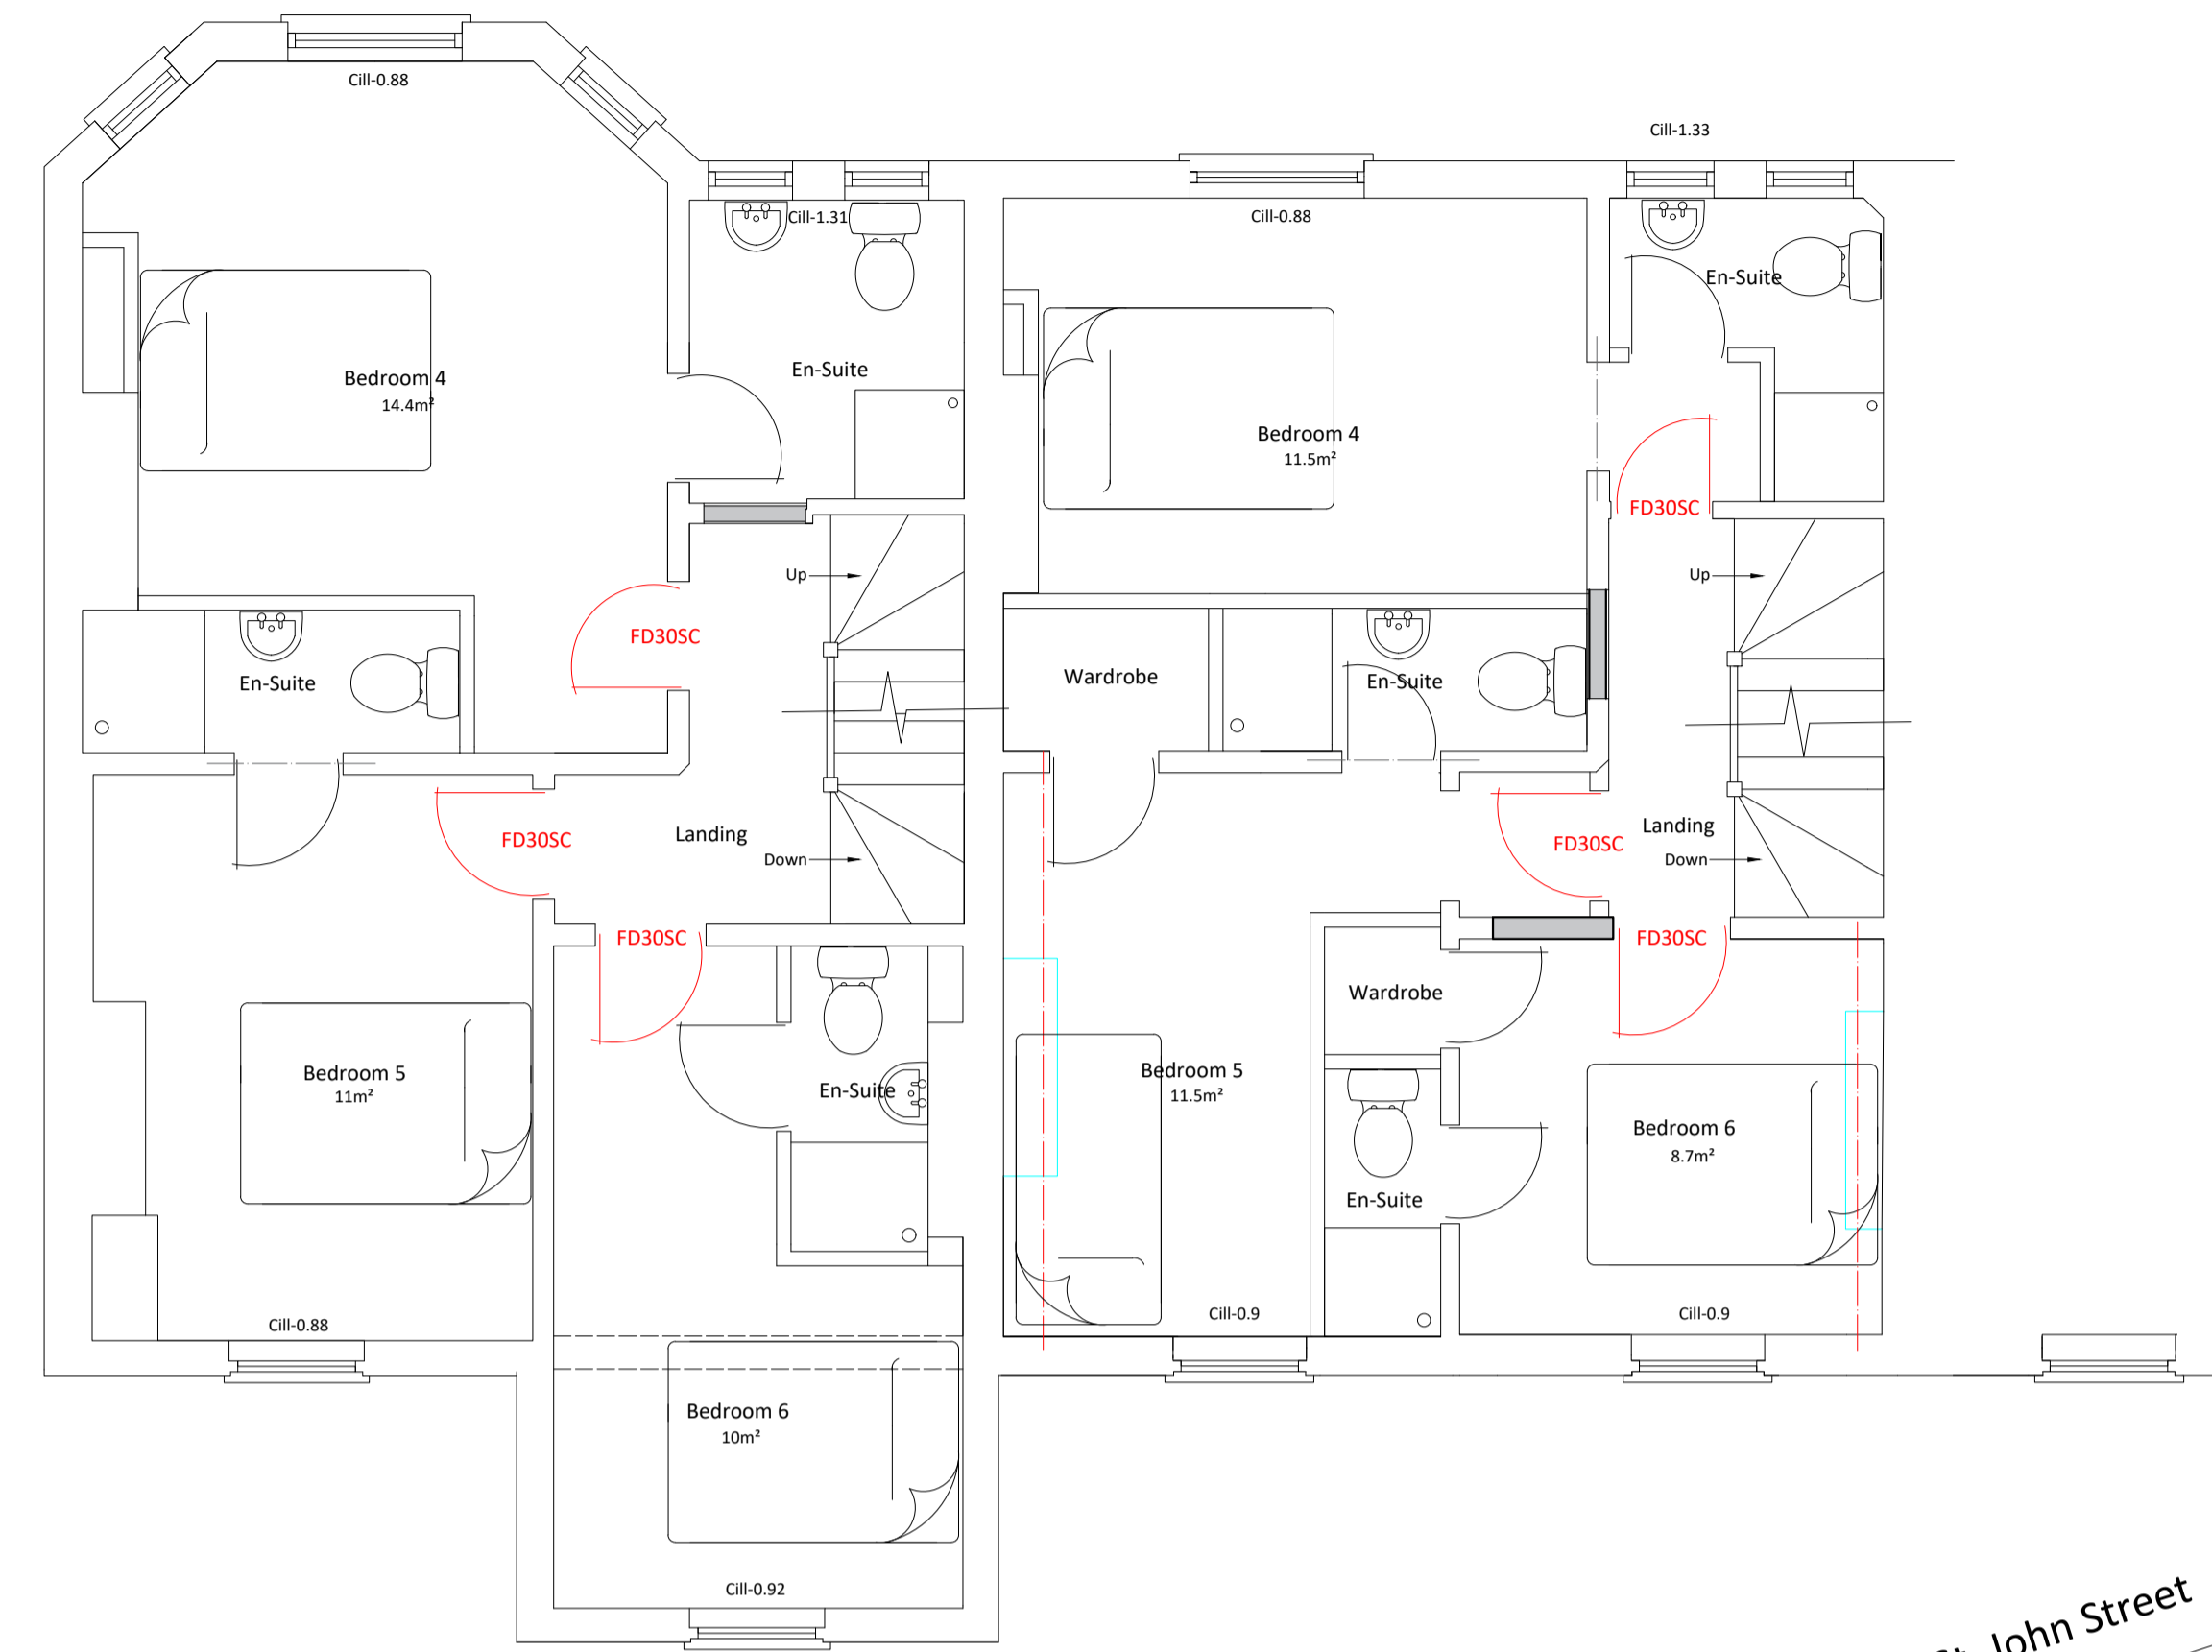 Cill-0.88
Cill-1.31
En-Suite
Bedroom 4
14.4m²
Up
FD30SC
En-Suite
FD30SC
Landing
Down
FD30SC
En-Suite
Bedroom 5
11m²
Cill-0.88
Bedroom 6
10m²
Cill-0.92
Cill-1.33
Cill-0.88
En-Suite
Bedroom 4
11.5m²
FD30SC
Up
Wardrobe
En-Suite
FD30SC
Landing
Down
FD30SC
Wardrobe
Bedroom 5
11.5m²
Bedroom 6
8.7m²
En-Suite
Cill-0.9
Cill-0.9
John Street